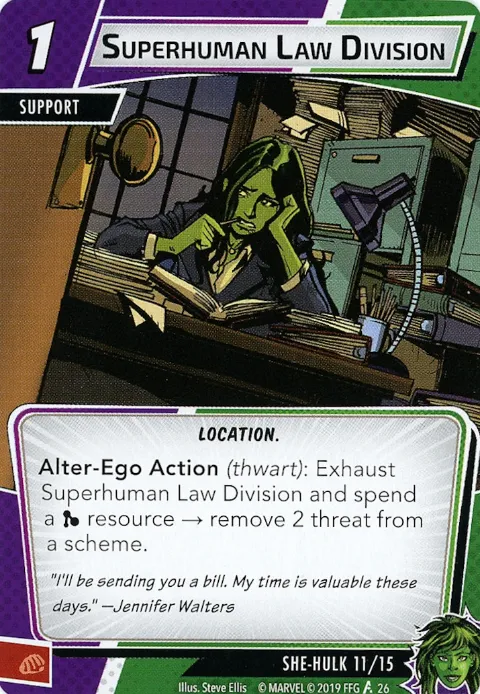 1
SUPERHUMAN LAW DIVISION
SUPPORT
LOCATION.
Alter-Ego Action (thwart): Exhaust
Superhuman Law Division and spend
a resource → remove 2 threat from
a scheme.
"I'll be sending you a bill. My time is valuable these
days." —Jennifer Walters
SHE-HULK 11/15
Illus. Steve Ellis © MARVEL © 2019 FFG 26